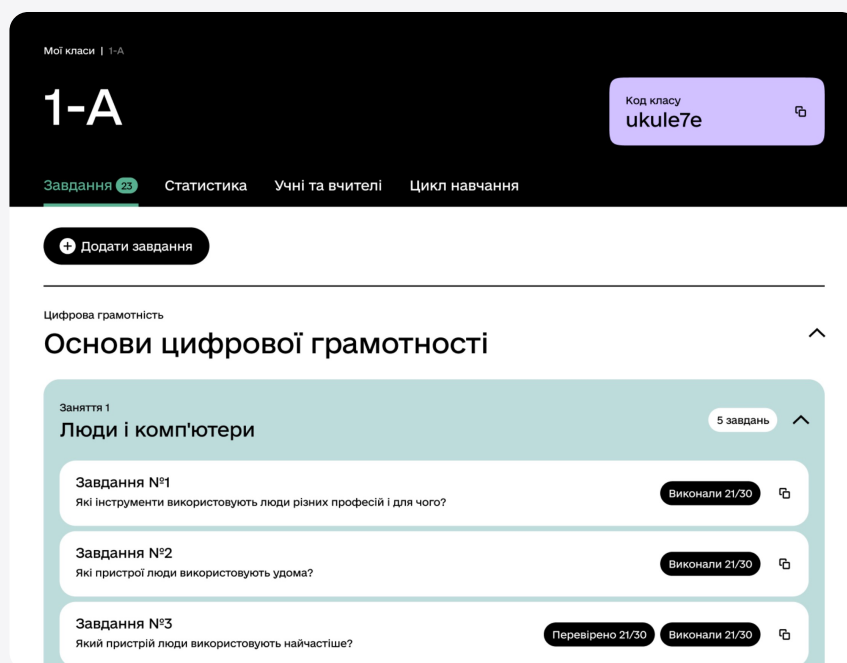 Мої класи | 1-А
1-А
Код класу
ukule7e
Завдання 23 Статистика Учні та вчителі Цикл навчання
Додати завдання
Цифрова грамотність
Основи цифрової грамотності
Заняття 1
Люди і комп'ютери
5 завдань
Завдання №1
Які інструменти використовують люди різних професій і для чого?
Виконали 21/30
Завдання №2
Які пристрої люди використовують удома?
Виконали 21/30
Завдання №3
Який пристрій люди використовують найчастіше?
Перевірено 21/30 Виконали 21/30